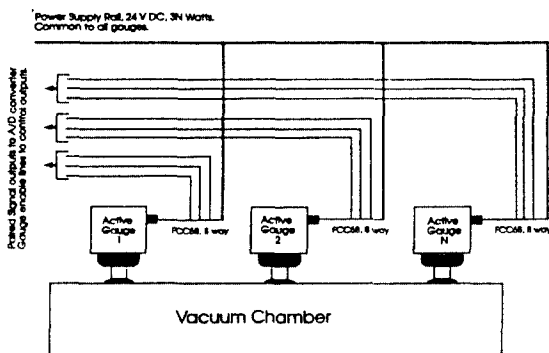 Power Supply Rail, 24 V DC, 3N Watts.
Common to all gauges.
Paired Signal outputs to A/D converter
Gauge enable lines to control outputs.
Active
Gauge
1
FCC68, 8 way
Active
Gauge
2
FCC68, 8 way
Active
Gauge
N
FCC68, 8 way
Vacuum Chamber